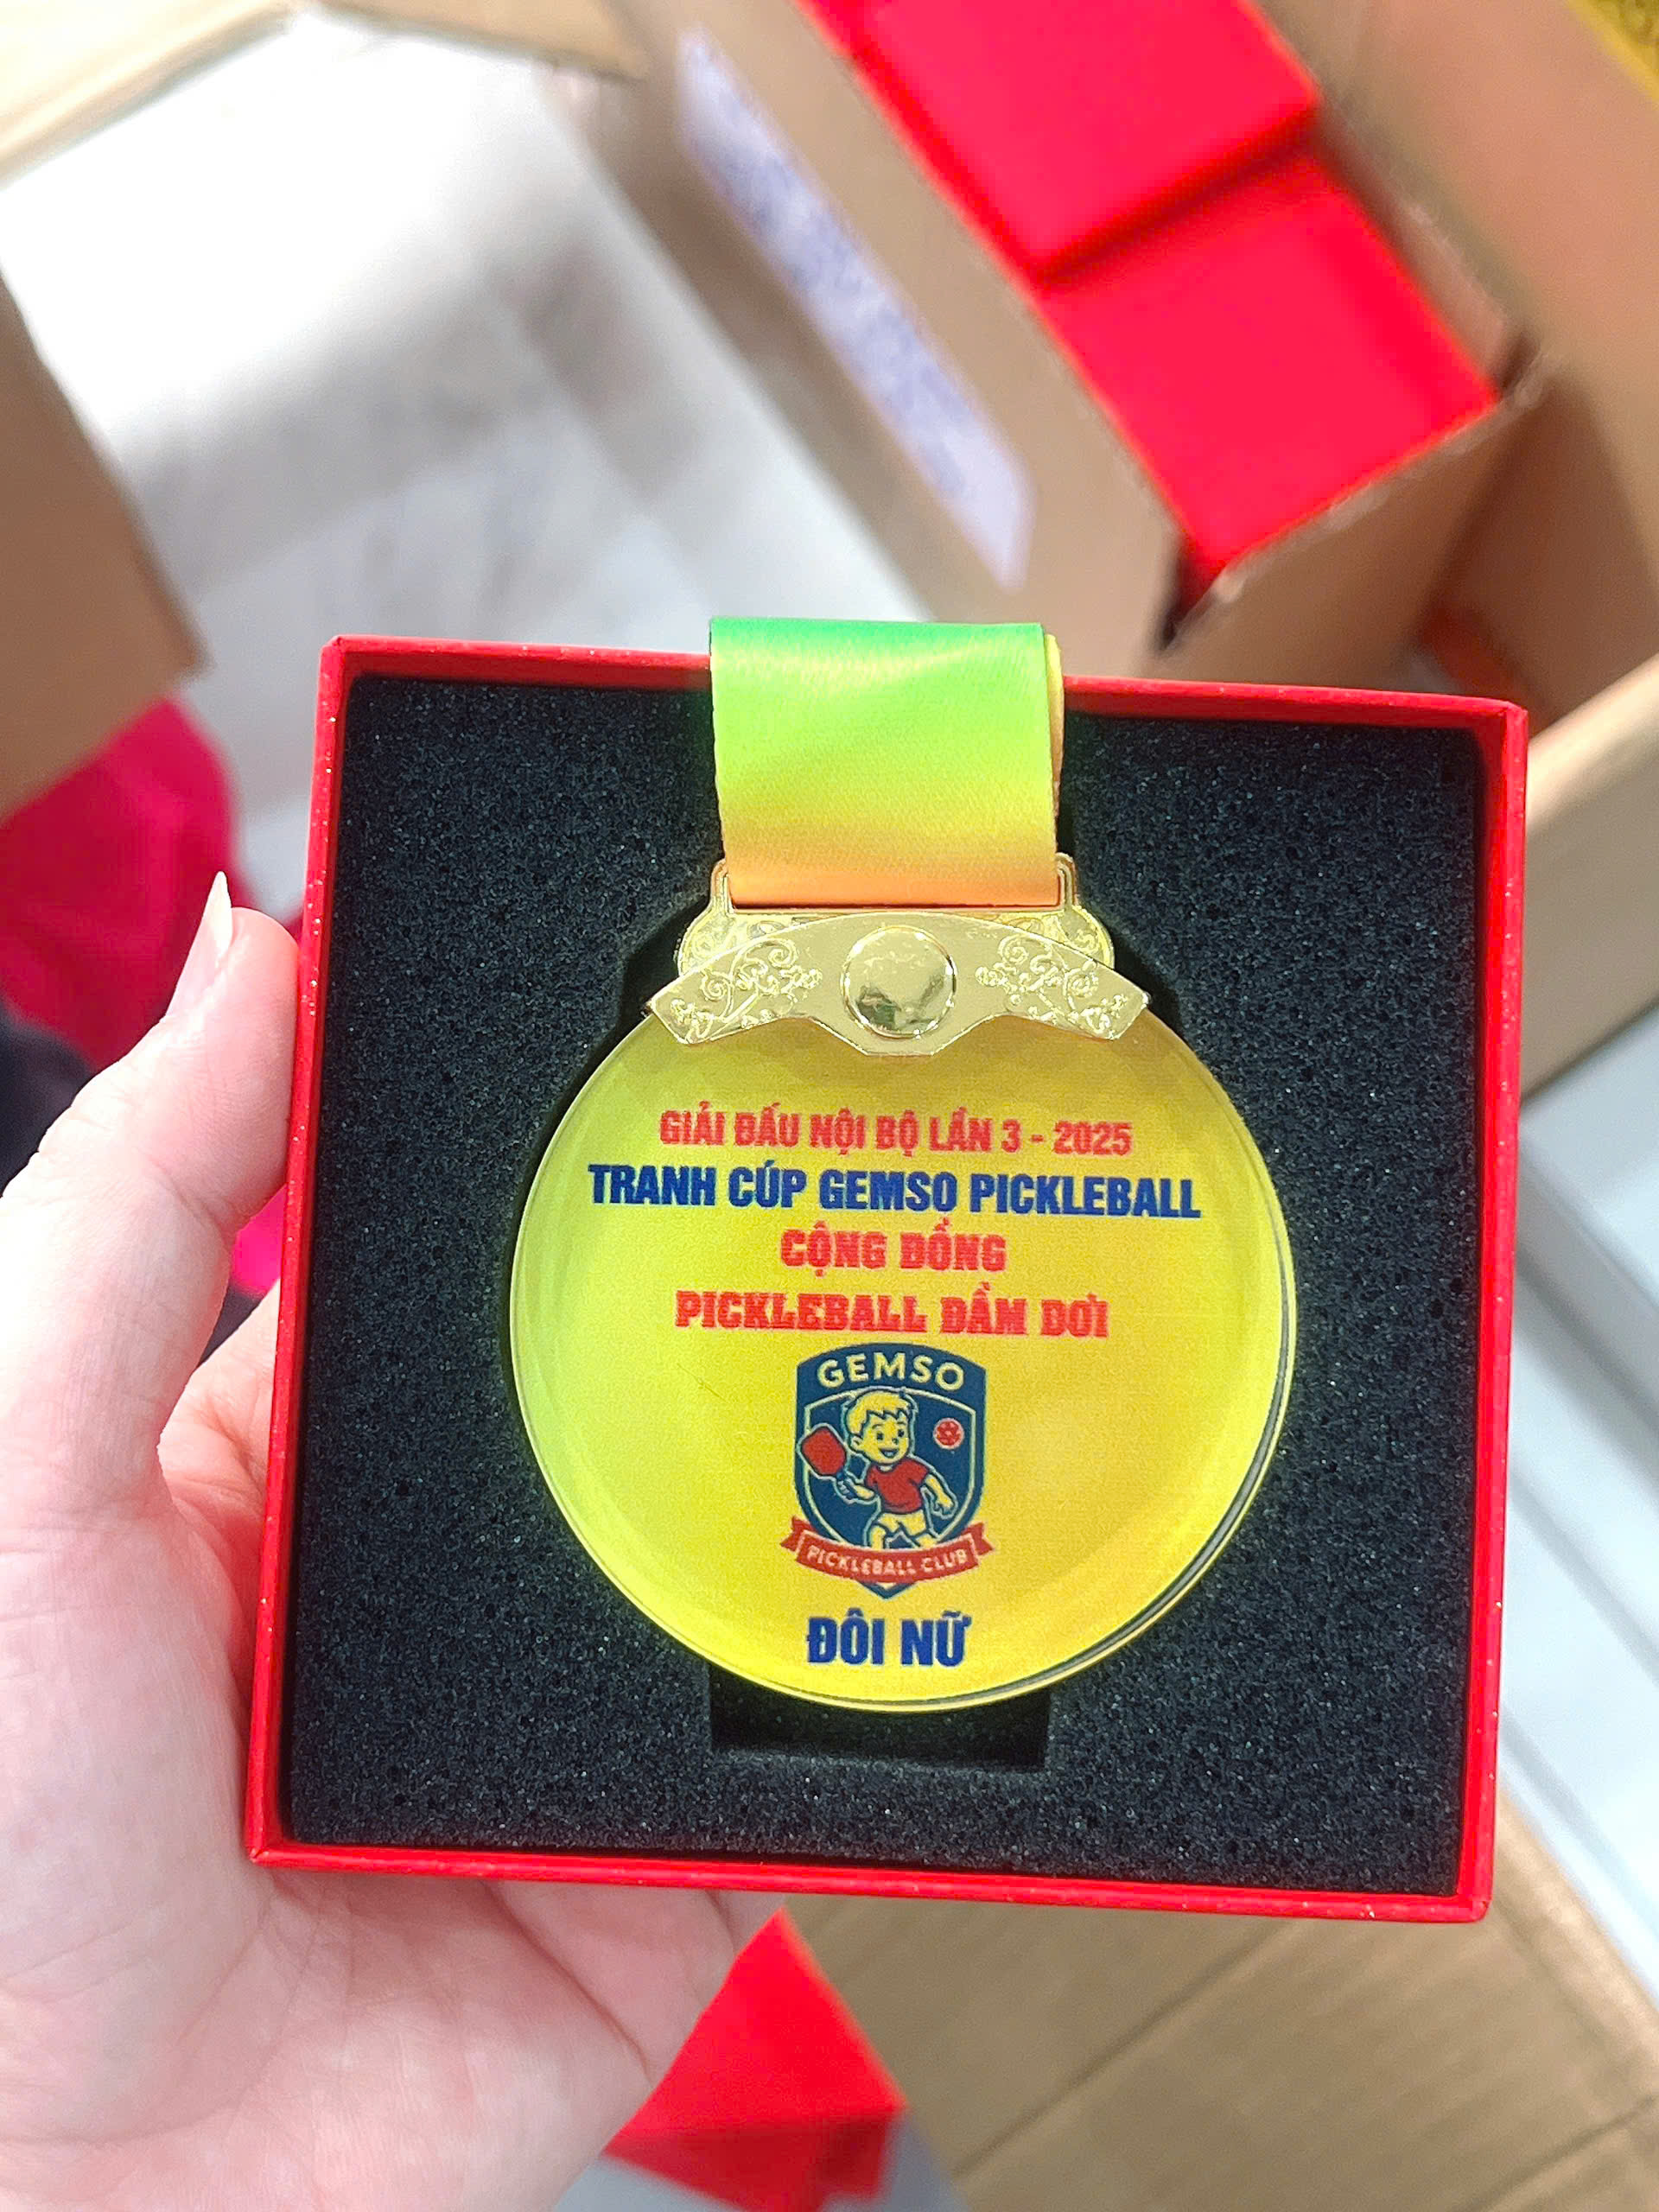 GIẢI ĐẤU NỘI BỘ LẦN 3 - 2025
TRANH CÚP GEMSO PICKLEBALL
CỘNG ĐỒNG
PICKLEBALL ĐẦM DƠI
GEMSO
PICKLEBALL CLUB
ĐÔI NỮ